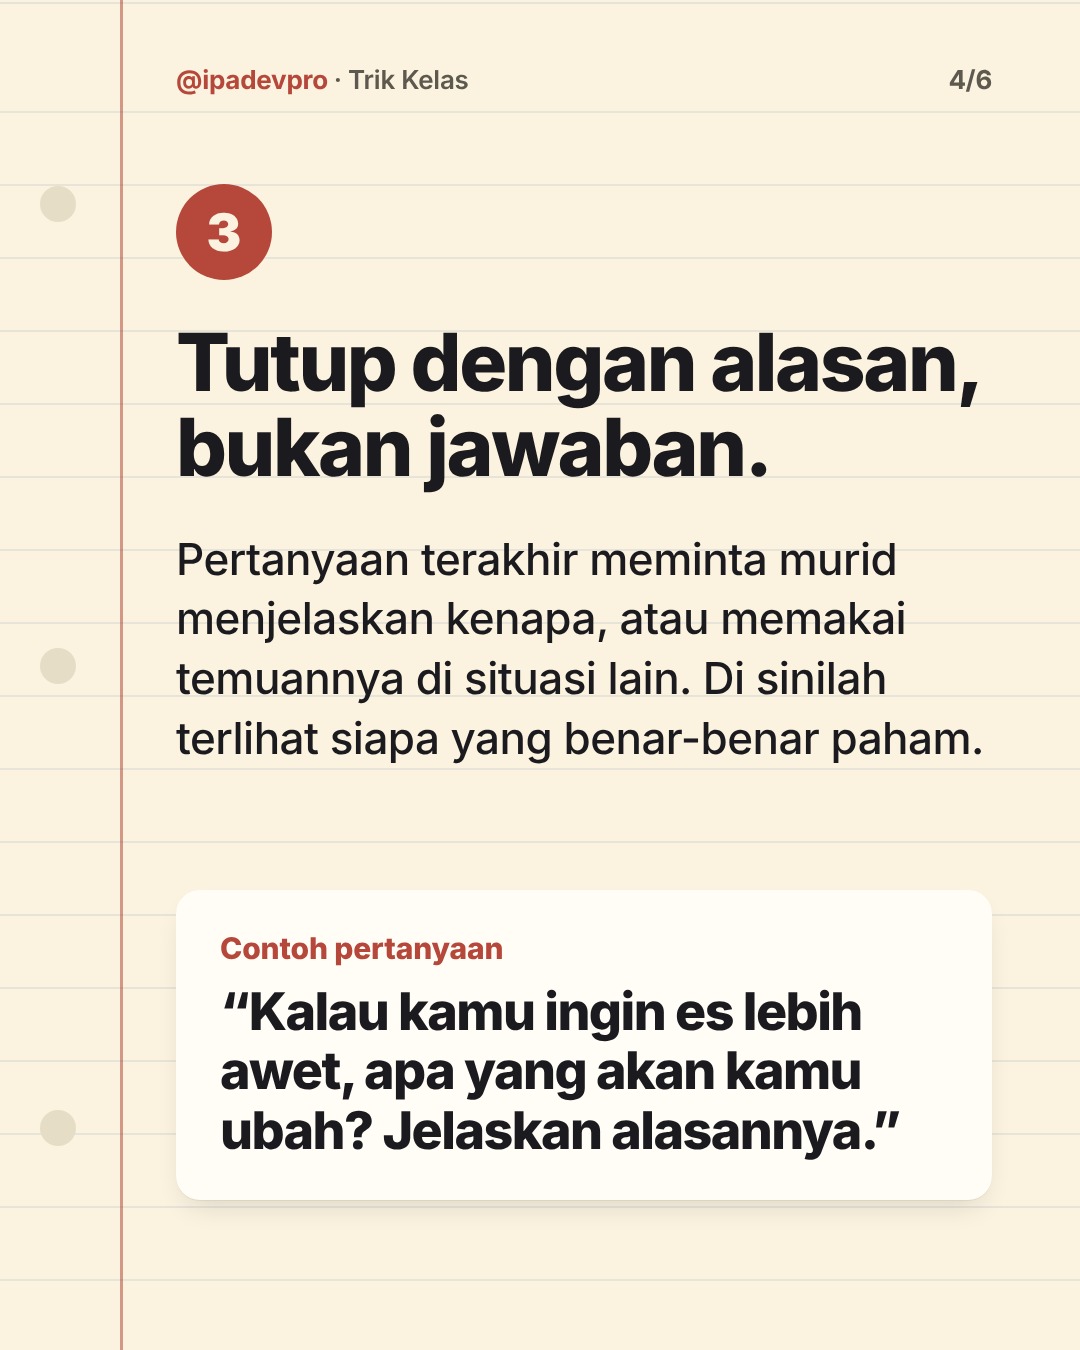 @ipadevpro · Trik Kelas
4/6
3
Tutup dengan alasan,
bukan jawaban.
Pertanyaan terakhir meminta murid
menjelaskan kenapa, atau memakai
temuannya di situasi lain. Di sinilah
terlihat siapa yang benar-benar paham.
Contoh pertanyaan
“Kalau kamu ingin es lebih
awet, apa yang akan kamu
ubah? Jelaskan alasannya.”